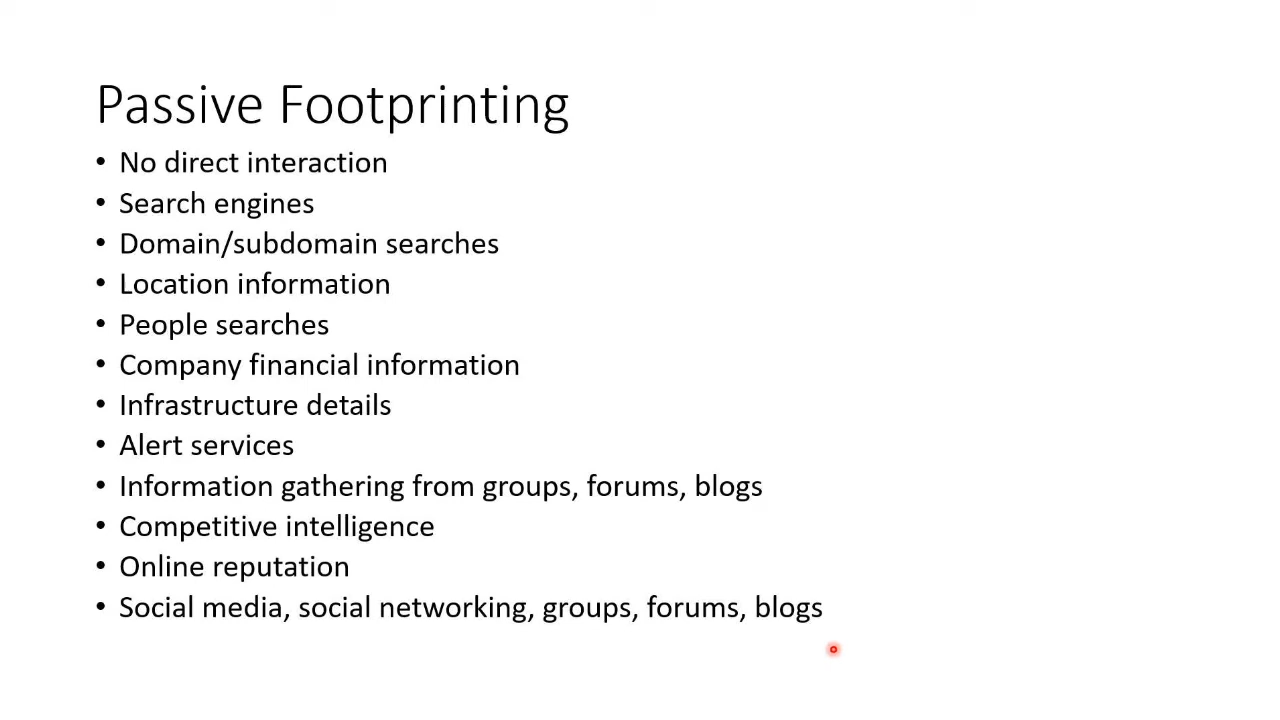 Passive Footprinting
• No direct interaction
• Search engines
• Domain/subdomain searches
• Location information
• People searches
• Company financial information
• Infrastructure details
• Alert services
• Information gathering from groups, forums, blogs
• Competitive intelligence
• Online reputation
• Social media, social networking, groups, forums, blogs